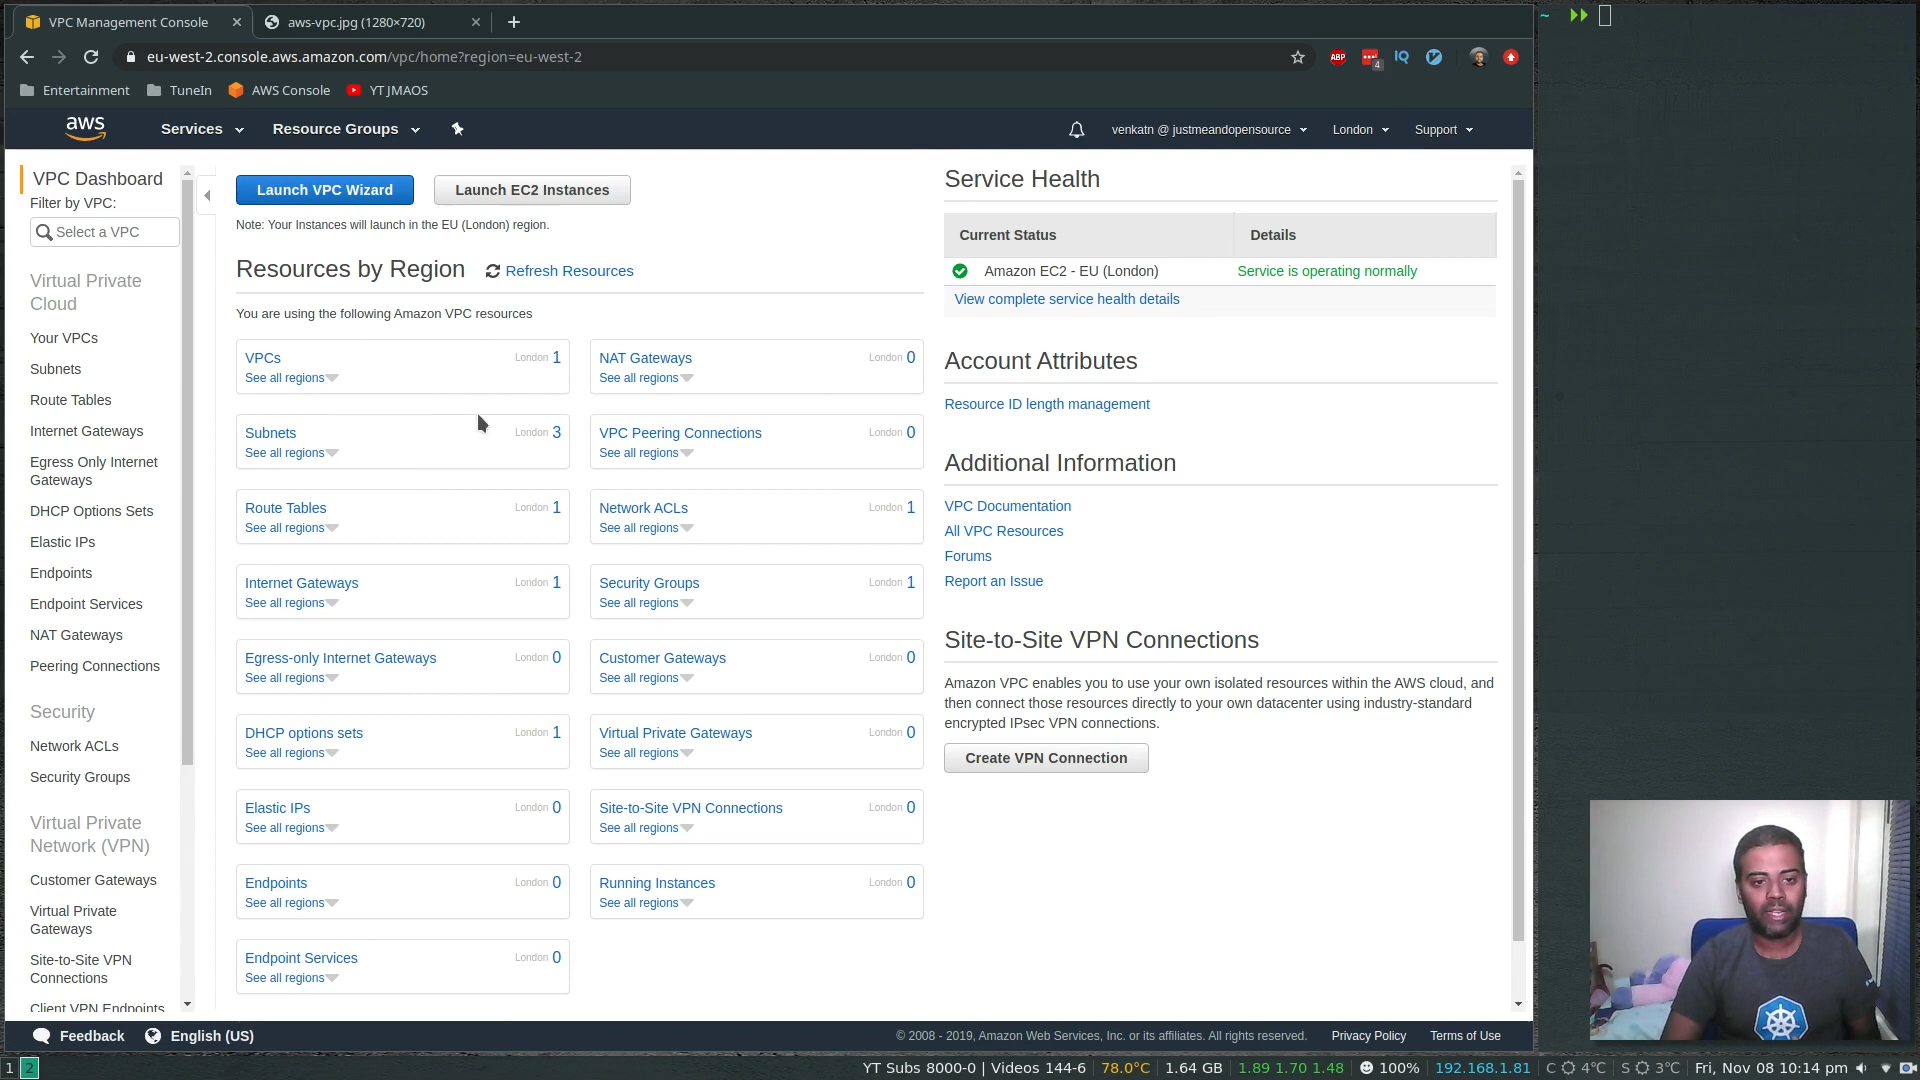 VPC Management Console
aws-vpc.jpg (1280×720)
eu-west-2.console.aws.amazon.com/vpc/home?region=eu-west-2
ABP
4
IQ
Entertainment
TuneIn
AWS Console
YT JMAOS
aws
Services
Resource Groups
venkatn @ justmeandopensource
London
Support
VPC Dashboard
Filter by VPC:
Select a VPC
Virtual Private
Cloud
Your VPCs
Subnets
Route Tables
Internet Gateways
Egress Only Internet
Gateways
DHCP Options Sets
Elastic IPs
Endpoints
Endpoint Services
NAT Gateways
Peering Connections
Security
Network ACLs
Security Groups
Virtual Private
Network (VPN)
Customer Gateways
Virtual Private
Gateways
Site-to-Site VPN
Connections
Client VPN Endpoints
Launch VPC Wizard
Launch EC2 Instances
Note: Your Instances will launch in the EU (London) region.
Resources by Region
Refresh Resources
You are using the following Amazon VPC resources
VPCs London 1
See all regions
NAT Gateways London 0
See all regions
Subnets London 3
See all regions
VPC Peering Connections London 0
See all regions
Route Tables London 1
See all regions
Network ACLs London 1
See all regions
Internet Gateways London 1
See all regions
Security Groups London 1
See all regions
Egress-only Internet Gateways London 0
See all regions
Customer Gateways London 0
See all regions
DHCP options sets London 1
See all regions
Virtual Private Gateways London 0
See all regions
Elastic IPs London 0
See all regions
Site-to-Site VPN Connections London 0
See all regions
Endpoints London 0
See all regions
Running Instances London 0
See all regions
Endpoint Services London 0
See all regions
Service Health
Current Status
Details
Amazon EC2 - EU (London)
Service is operating normally
View complete service health details
Account Attributes
Resource ID length management
Additional Information
VPC Documentation
All VPC Resources
Forums
Report an Issue
Site-to-Site VPN Connections
Amazon VPC enables you to use your own isolated resources within the AWS cloud, and
then connect those resources directly to your own datacenter using industry-standard
encrypted IPsec VPN connections.
Create VPN Connection
~
Feedback
English (US)
© 2008 - 2019, Amazon Web Services, Inc. or its affiliates. All rights reserved.
Privacy Policy
Terms of Use
1 2
YT Subs 8000-0 | Videos 144-6 | 78.0°C | 1.64 GB | 1.89 1.70 1.48 | 100% | 192.168.1.81 | C 4°C | S 3°C | Fri, Nov 08 10:14 pm